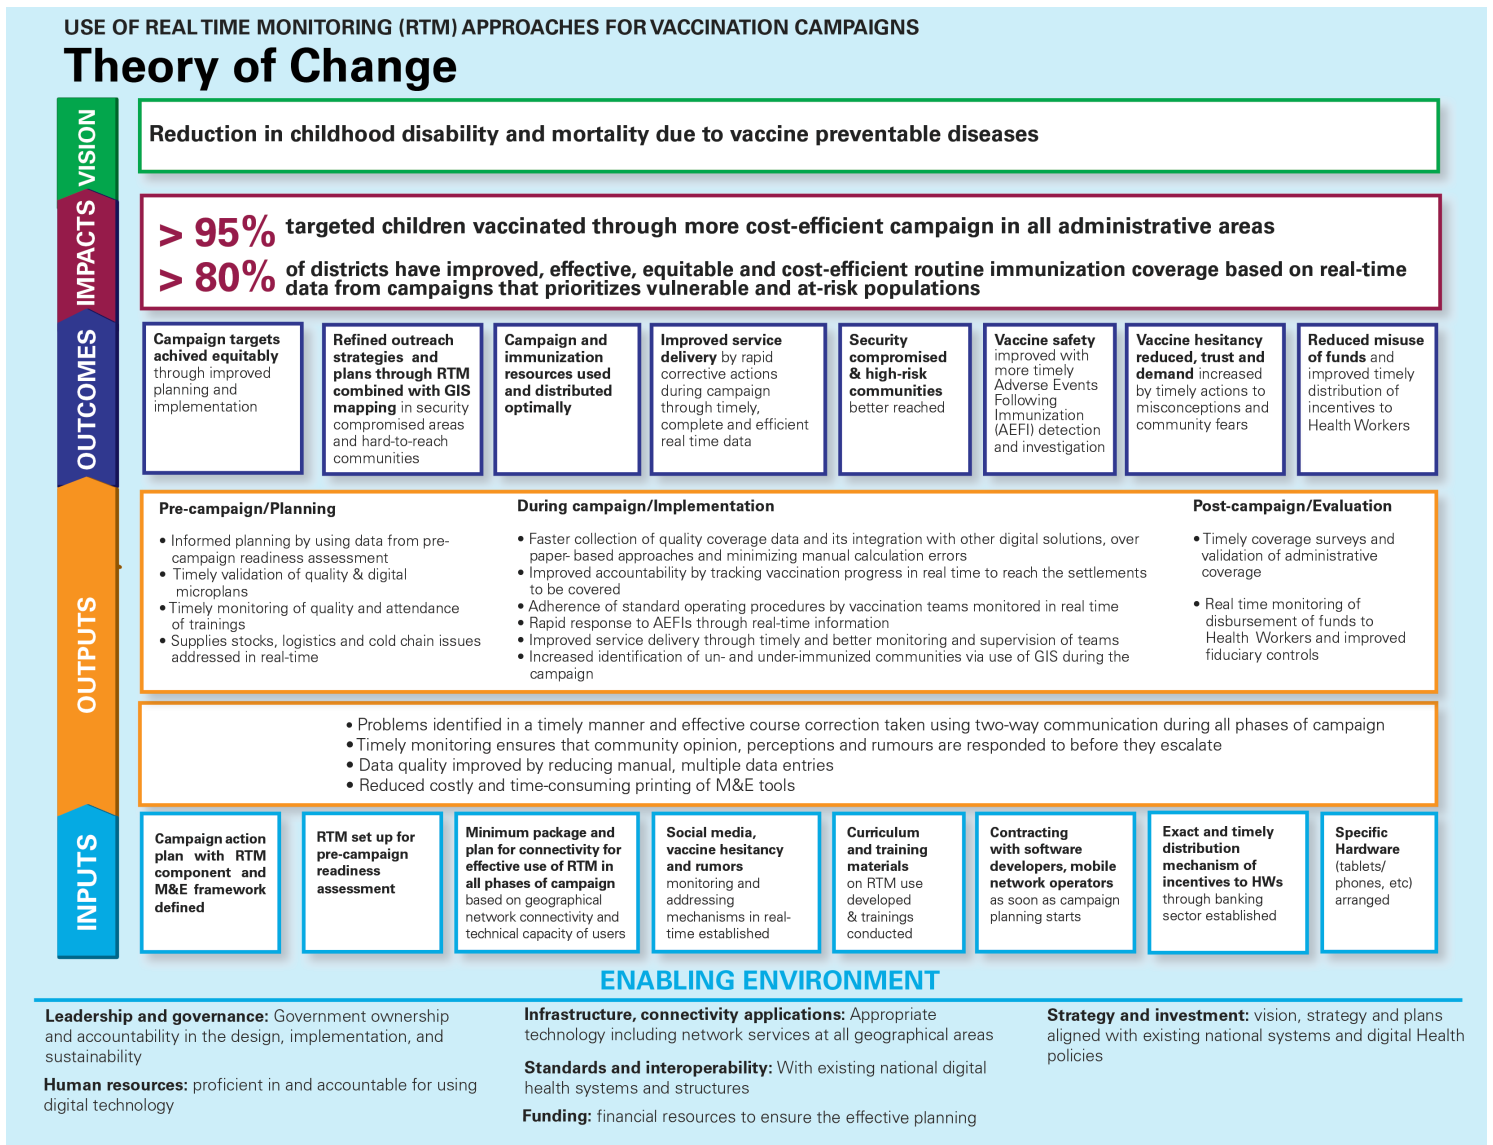 USE OF REAL TIME MONITORING (RTM) APPROACHES FOR VACCINATION CAMPAIGNS
Theory of Change
VISION
Reduction in childhood disability and mortality due to vaccine preventable diseases
IMPACTS
> 95% targeted children vaccinated through more cost-efficient campaign in all administrative areas
> 80% of districts have improved, effective, equitable and cost-efficient routine immunization coverage based on real-time
data from campaigns that prioritizes vulnerable and at-risk populations
OUTCOMES
Campaign targets
achived equitably
through improved
planning and
implementation
Refined outreach
strategies and
plans through RTM
combined with GIS
mapping in security
compromised areas
and hard-to-reach
communities
Campaign and
immunization
resources used
and distributed
optimally
Improved service
delivery by rapid
corrective actions
during campaign
through timely,
complete and efficient
real time data
Security
compromised
& high-risk
communities
better reached
Vaccine safety
improved with
more timely
Adverse Events
Following
Immunization
(AEFI) detection
and investigation
Vaccine hesitancy
reduced, trust and
demand increased
by timely actions to
misconceptions and
community fears
Reduced misuse
of funds and
improved timely
distribution of
incentives to
Health Workers
OUTPUTS
Pre-campaign/Planning
• Informed planning by using data from pre-
campaign readiness assessment
• Timely validation of quality & digital
microplans
• Timely monitoring of quality and attendance
of trainings
• Supplies stocks, logistics and cold chain issues
addressed in real-time
During campaign/Implementation
• Faster collection of quality coverage data and its integration with other digital solutions, over
paper- based approaches and minimizing manual calculation errors
• Improved accountability by tracking vaccination progress in real time to reach the settlements
to be covered
• Adherence of standard operating procedures by vaccination teams monitored in real time
• Rapid response to AEFIs through real-time information
• Improved service delivery through timely and better monitoring and supervision of teams
• Increased identification of un- and under-immunized communities via use of GIS during the
campaign
Post-campaign/Evaluation
• Timely coverage surveys and
validation of administrative
coverage
• Real time monitoring of
disbursement of funds to
Health Workers and improved
fiduciary controls
• Problems identified in a timely manner and effective course correction taken using two-way communication during all phases of campaign
• Timely monitoring ensures that community opinion, perceptions and rumours are responded to before they escalate
• Data quality improved by reducing manual, multiple data entries
• Reduced costly and time-consuming printing of M&E tools
INPUTS
Campaign action
plan with RTM
component and
M&E framework
defined
RTM set up for
pre-campaign
readiness
assessment
Minimum package and
plan for connectivity for
effective use of RTM in
all phases of campaign
based on geographical
network connectivity and
technical capacity of users
Social media,
vaccine hesitancy
and rumors
monitoring and
addressing
mechanisms in real-
time established
Curriculum
and training
materials
on RTM use
developed
& trainings
conducted
Contracting
with software
developers, mobile
network operators
as soon as campaign
planning starts
Exact and timely
distribution
mechanism of
incentives to HWs
through banking
sector established
Specific
Hardware
(tablets/
phones, etc)
arranged
ENABLING ENVIRONMENT
Leadership and governance: Government ownership
and accountability in the design, implementation, and
sustainability
Human resources: proficient in and accountable for using
digital technology
Infrastructure, connectivity applications: Appropriate
technology including network services at all geographical areas
Standards and interoperability: With existing national digital
health systems and structures
Funding: financial resources to ensure the effective planning
Strategy and investment: vision, strategy and plans
aligned with existing national systems and digital Health
policies